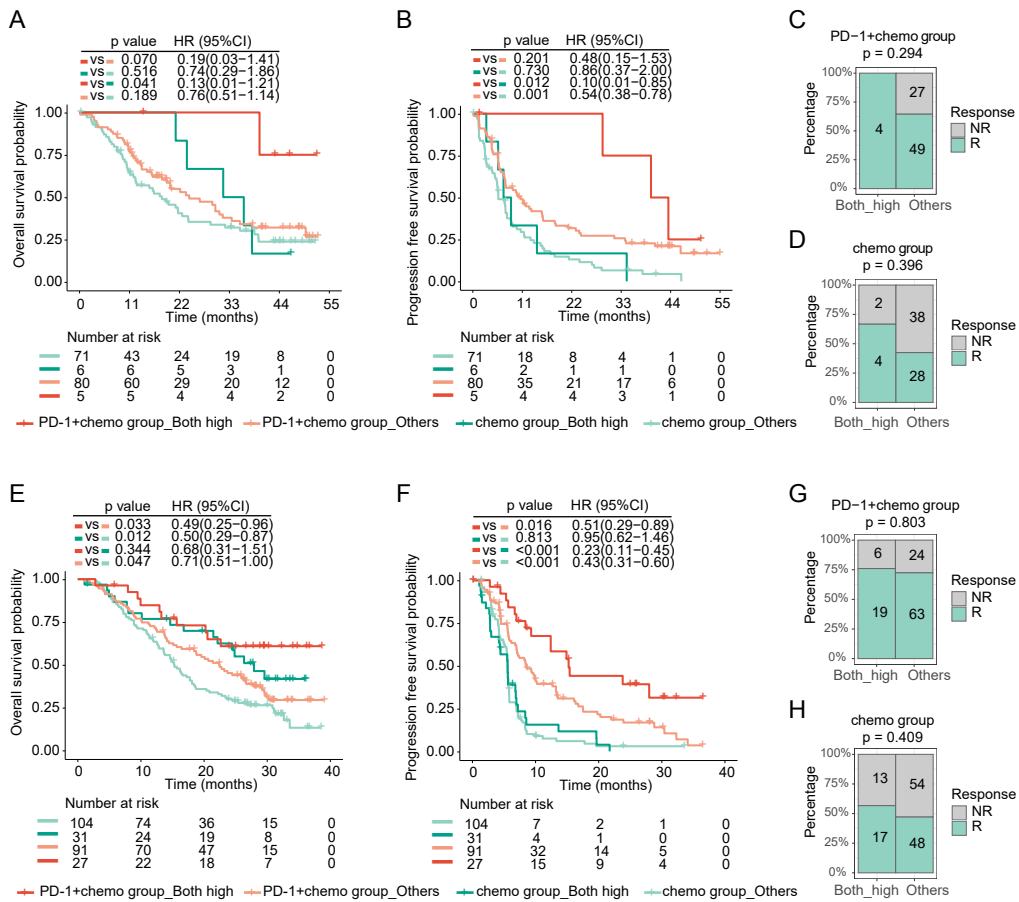 A
p value HR (95%CI)
vs 0.070 0.19(0.03−1.41)
vs 0.516 0.74(0.29−1.86)
vs 0.041 0.13(0.01−1.21)
vs 0.189 0.76(0.51−1.14)
Overall survival probability
1.00
0.75
0.50
0.25
0.00
0 11 22 33 44 55
Time (months)
Number at risk
71 43 24 19 8 0
6 6 5 3 1 0
80 60 29 20 12 0
5 5 4 4 2 0
B
p value HR (95%CI)
vs 0.201 0.48(0.15−1.53)
vs 0.730 0.86(0.37−2.00)
vs 0.012 0.10(0.01−0.85)
vs 0.001 0.54(0.38−0.78)
Progression free survival probability
1.00
0.75
0.50
0.25
0.00
0 11 22 33 44 55
Time (months)
Number at risk
71 18 8 4 1 0
6 2 1 1 0 0
80 35 21 17 6 0
5 4 4 3 1 0
PD-1+chemo group_Both high PD-1+chemo group_Others chemo group_Both high chemo group_Others
C
PD−1+chemo group
p = 0.294
Percentage
100%
75%
50%
25%
0%
4
27
49
Both_high Others
Response
NR
R
D
chemo group
p = 0.396
Percentage
100%
75%
50%
25%
0%
2
4
38
28
Both_high Others
Response
NR
R
E
p value HR (95%CI)
vs 0.033 0.49(0.25−0.96)
vs 0.012 0.50(0.29−0.87)
vs 0.344 0.68(0.31−1.51)
vs 0.047 0.71(0.51−1.00)
Overall survival probability
1.00
0.75
0.50
0.25
0.00
0 10 20 30 40
Time (months)
Number at risk
104 74 36 15 0
31 24 19 8 0
91 70 47 15 0
27 22 18 7 0
F
p value HR (95%CI)
vs 0.016 0.51(0.29−0.89)
vs 0.813 0.95(0.62−1.46)
vs <0.001 0.23(0.11−0.45)
vs <0.001 0.43(0.31−0.60)
Progression free survival probability
1.00
0.75
0.50
0.25
0.00
0 10 20 30 40
Time (months)
Number at risk
104 7 2 1 0
31 4 1 0 0
91 32 14 5 0
27 15 9 4 0
PD-1+chemo group_Both high PD-1+chemo group_Others chemo group_Both high chemo group_Others
G
PD−1+chemo group
p = 0.803
Percentage
100%
75%
50%
25%
0%
6
19
24
63
Both_high Others
Response
NR
R
H
chemo group
p = 0.409
Percentage
100%
75%
50%
25%
0%
13
17
54
48
Both_high Others
Response
NR
R